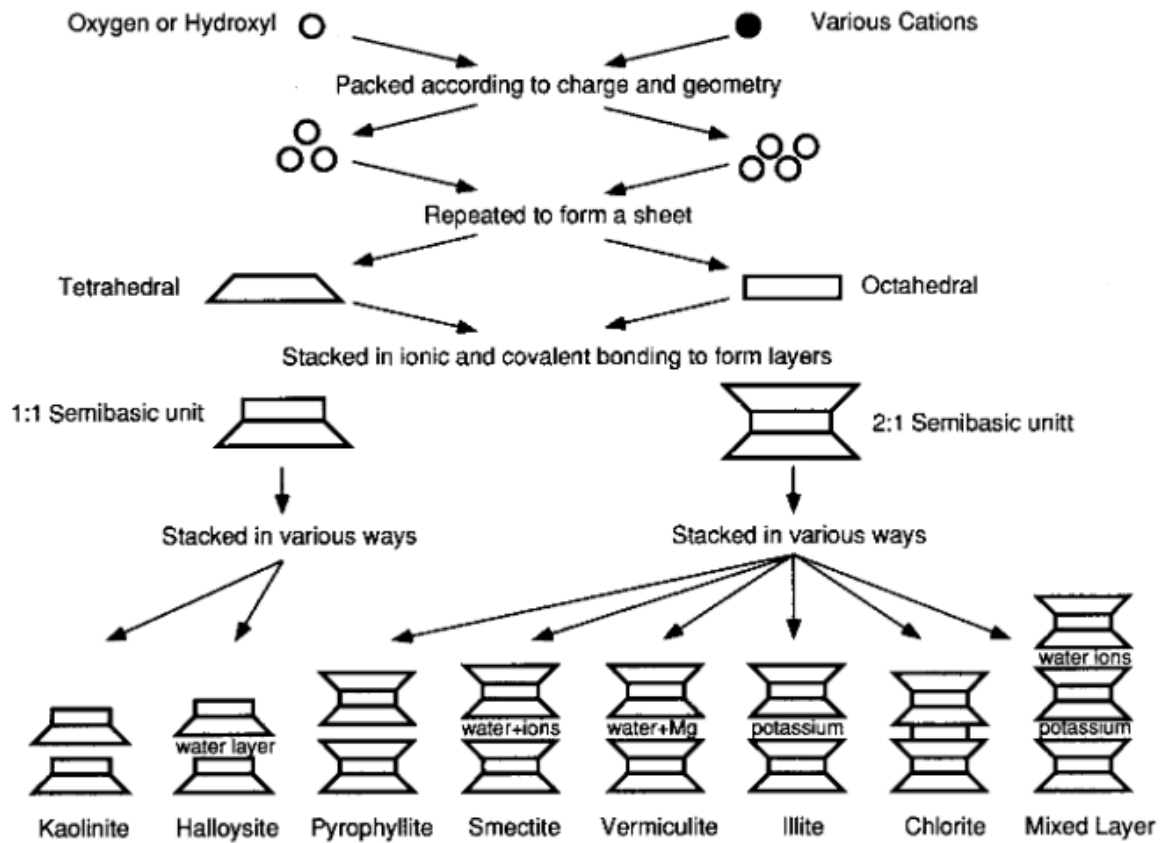 Oxygen or Hydroxyl
Various Cations
Packed according to charge and geometry
Repeated to form a sheet
Tetrahedral
Octahedral
Stacked in ionic and covalent bonding to form layers
1:1 Semibasic unit
2:1 Semibasic unitt
Stacked in various ways
Stacked in various ways
water ions
water+ions
water+Mg
potassium
potassium
water layer
Kaolinite
Halloysite
Pyrophyllite
Smectite
Vermiculite
Illite
Chlorite
Mixed Layer